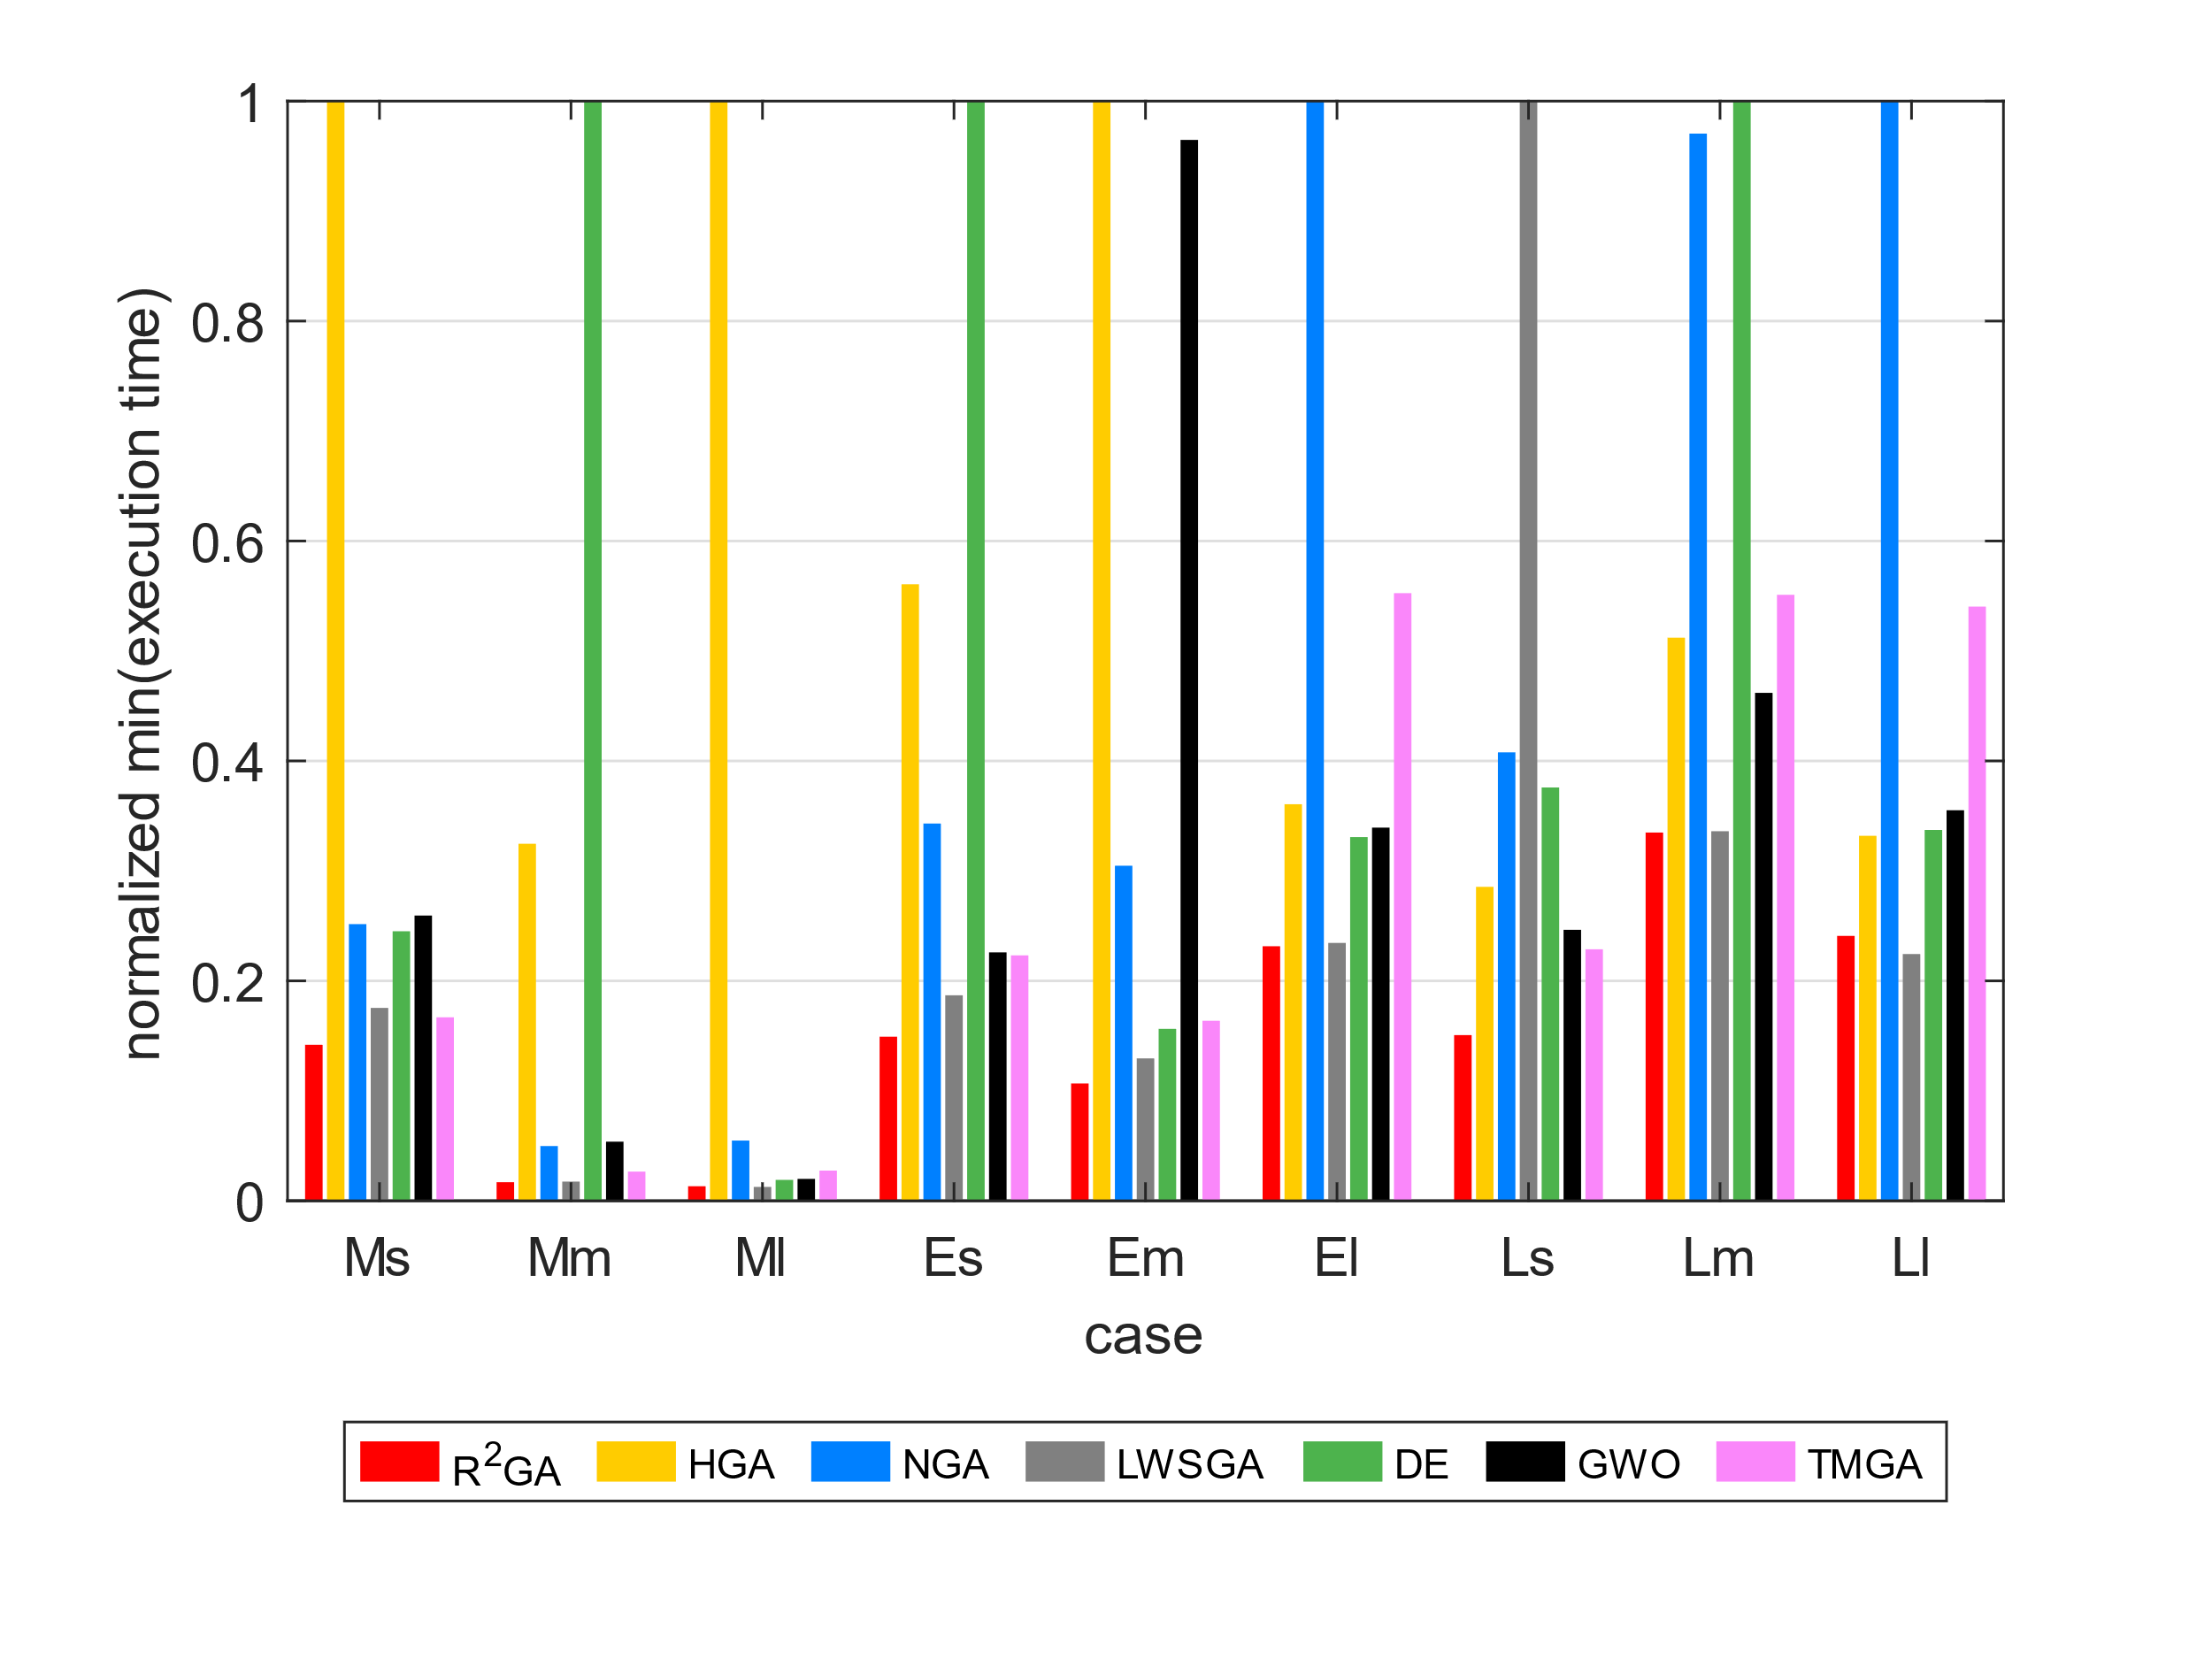 normalized min(execution time)
1
0.8
0.6
0.4
0.2
0
Ms Mm Ml Es Em El Ls Lm Ll
case
R²GA HGA NGA LWSGA DE GWO TMGA